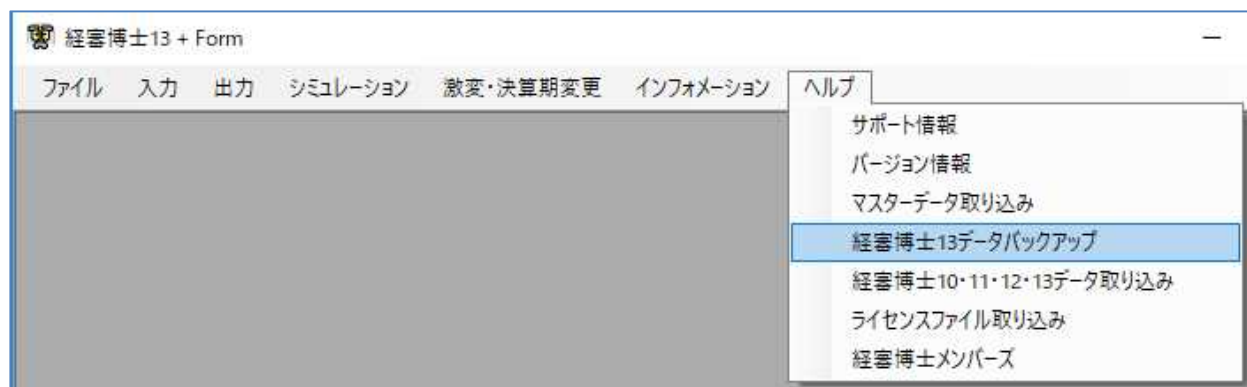 経審博士13 + Form
ファイル 入力 出力 シミュレーション 激変・決算期変更 インフォメーション ヘルプ
サポート情報
バージョン情報
マスターデータ取り込み
経審博士13データバックアップ
経審博士10・11・12・13データ取り込み
ライセンスファイル取り込み
経審博士メンバーズ